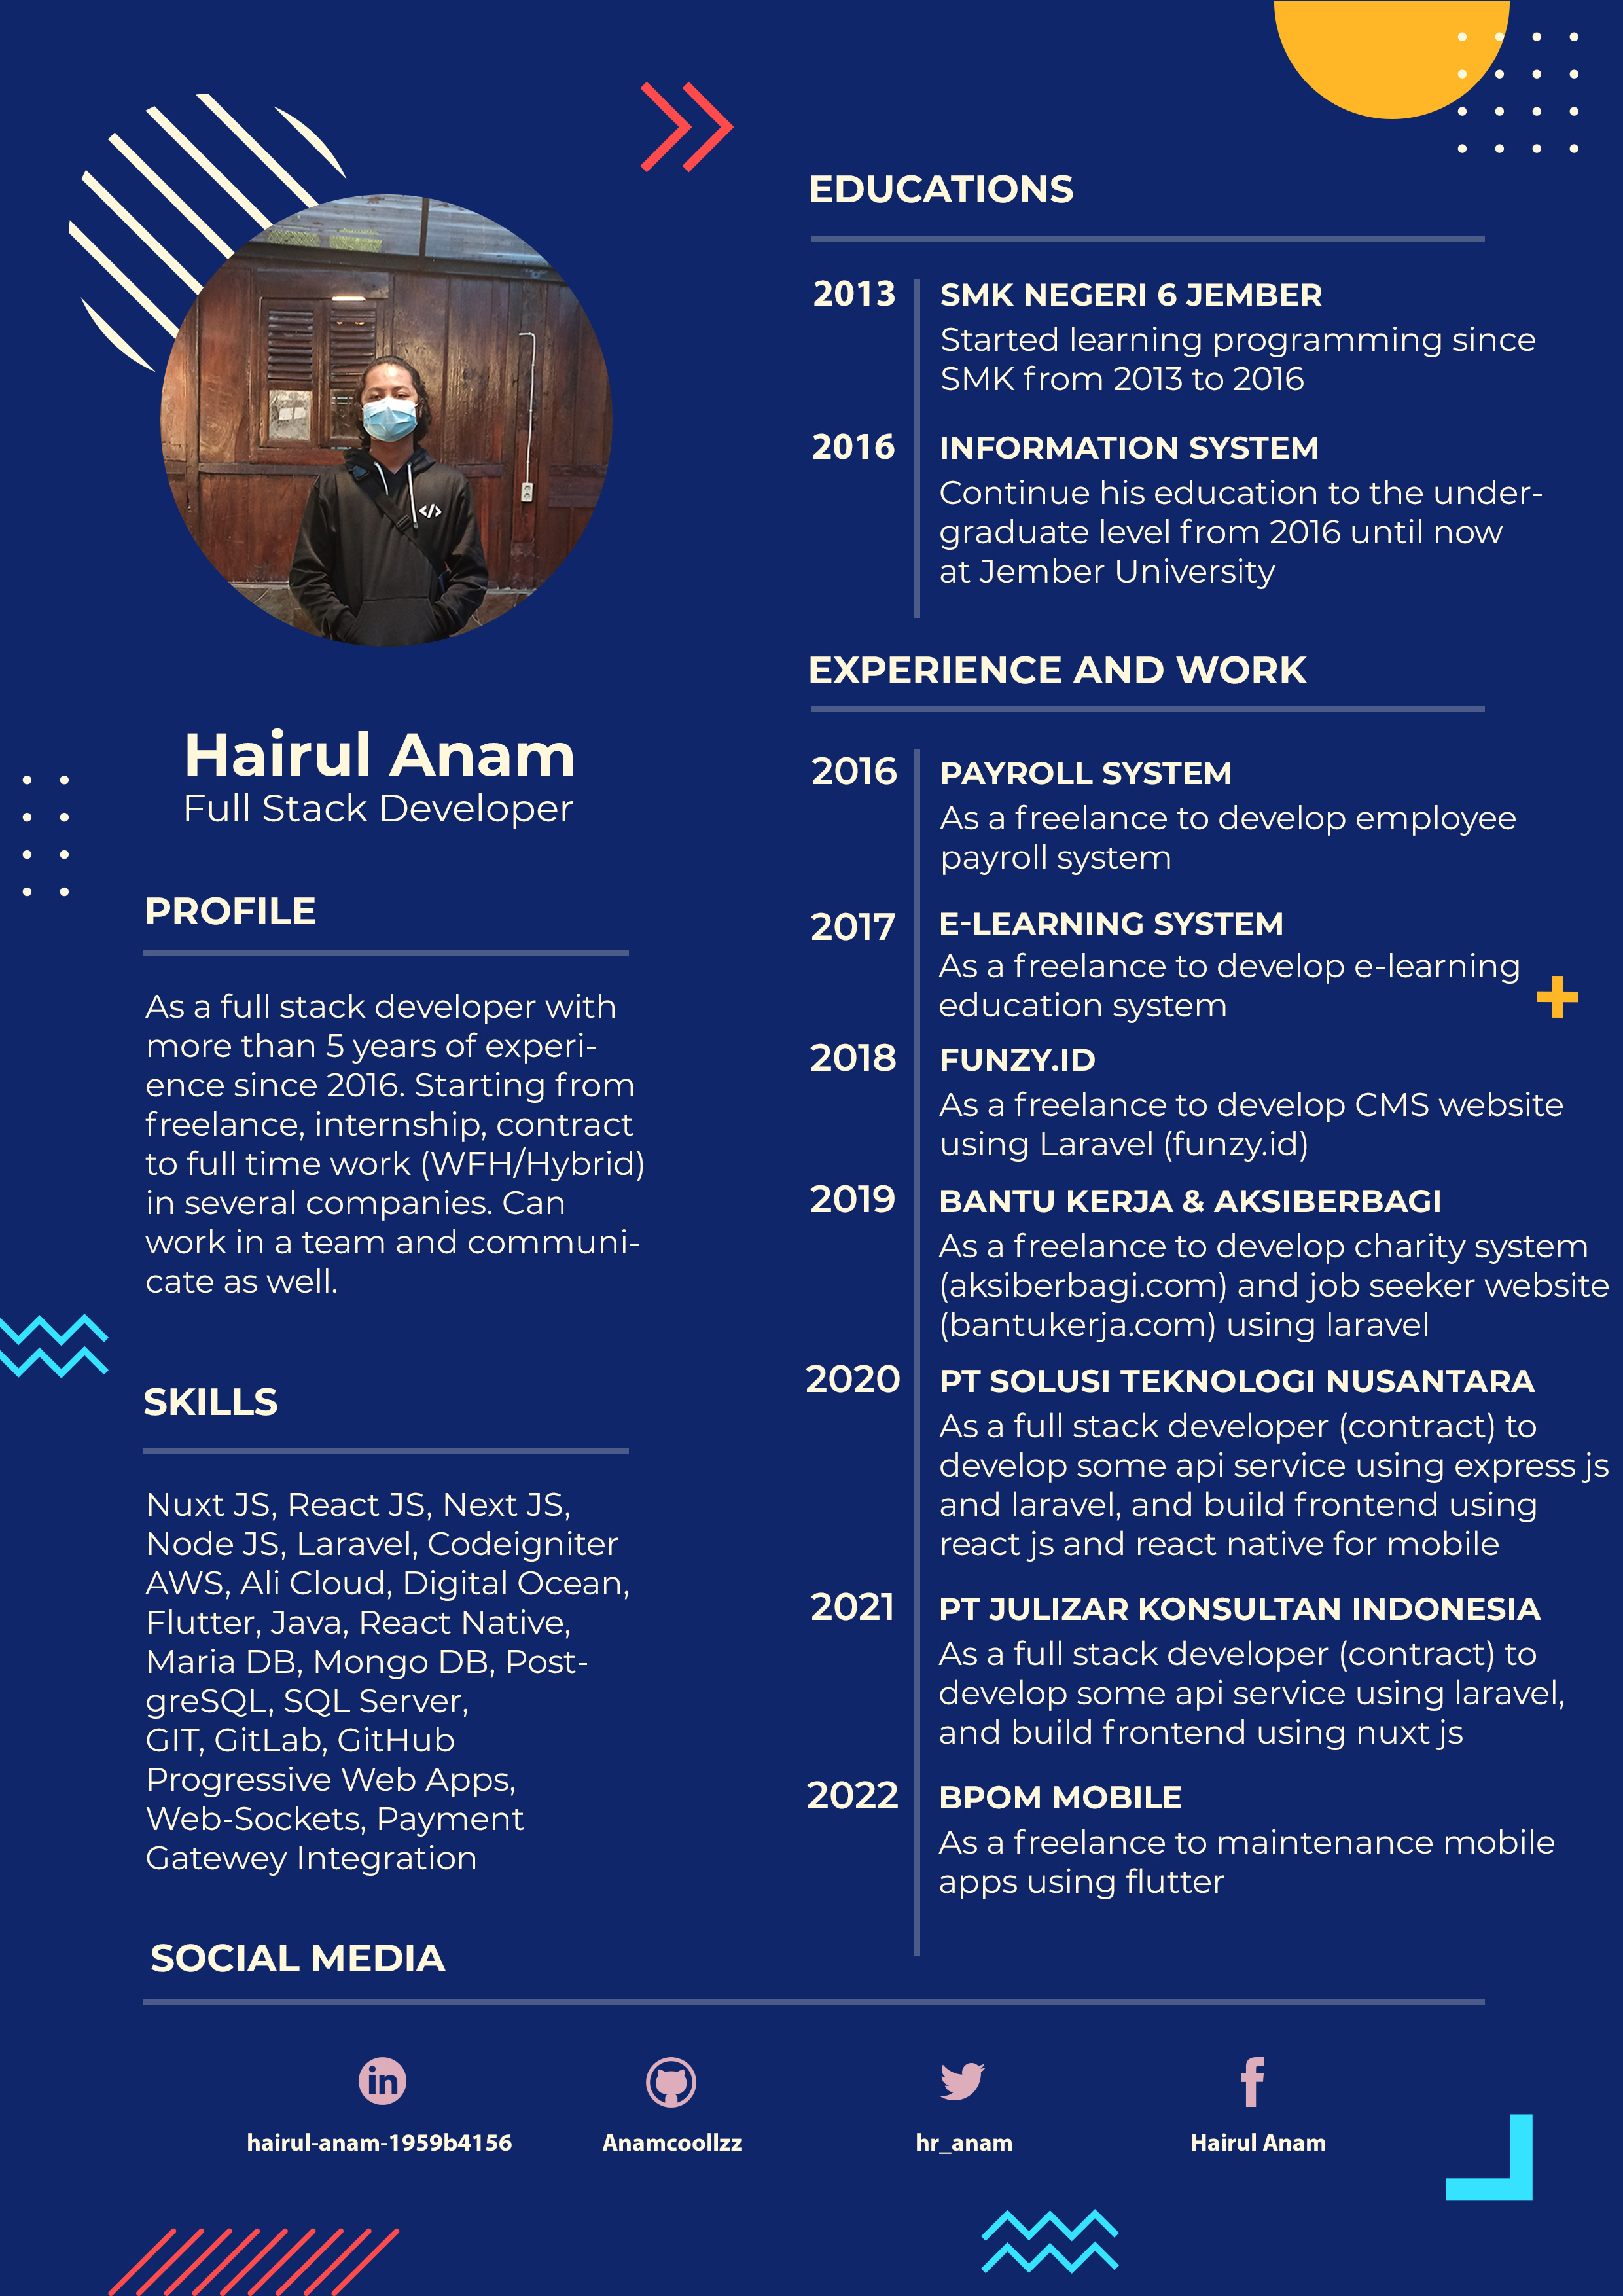 Hairul Anam
Full Stack Developer
PROFILE
As a full stack developer with
more than 5 years of experi-
ence since 2016. Starting from
freelance, internship, contract
to full time work (WFH/Hybrid)
in several companies. Can
work in a team and communi-
cate as well.
SKILLS
Nuxt JS, React JS, Next JS,
Node JS, Laravel, Codeigniter
AWS, Ali Cloud, Digital Ocean,
Flutter, Java, React Native,
Maria DB, Mongo DB, Post-
greSQL, SQL Server,
GIT, GitLab, GitHub
Progressive Web Apps,
Web-Sockets, Payment
Gatewey Integration
EDUCATIONS
2013 SMK NEGERI 6 JEMBER
Started learning programming since
SMK from 2013 to 2016
2016 INFORMATION SYSTEM
Continue his education to the under-
graduate level from 2016 until now
at Jember University
EXPERIENCE AND WORK
2016 PAYROLL SYSTEM
As a freelance to develop employee
payroll system
2017 E-LEARNING SYSTEM
As a freelance to develop e-learning
education system
2018 FUNZY.ID
As a freelance to develop CMS website
using Laravel (funzy.id)
2019 BANTU KERJA & AKSIBERBAGI
As a freelance to develop charity system
(aksiberbagi.com) and job seeker website
(bantukerja.com) using laravel
2020 PT SOLUSI TEKNOLOGI NUSANTARA
As a full stack developer (contract) to
develop some api service using express js
and laravel, and build frontend using
react js and react native for mobile
2021 PT JULIZAR KONSULTAN INDONESIA
As a full stack developer (contract) to
develop some api service using laravel,
and build frontend using nuxt js
2022 BPOM MOBILE
As a freelance to maintenance mobile
apps using flutter
SOCIAL MEDIA
in
f
hairul-anam-1959b4156 Anamcoollzz hr_anam Hairul Anam